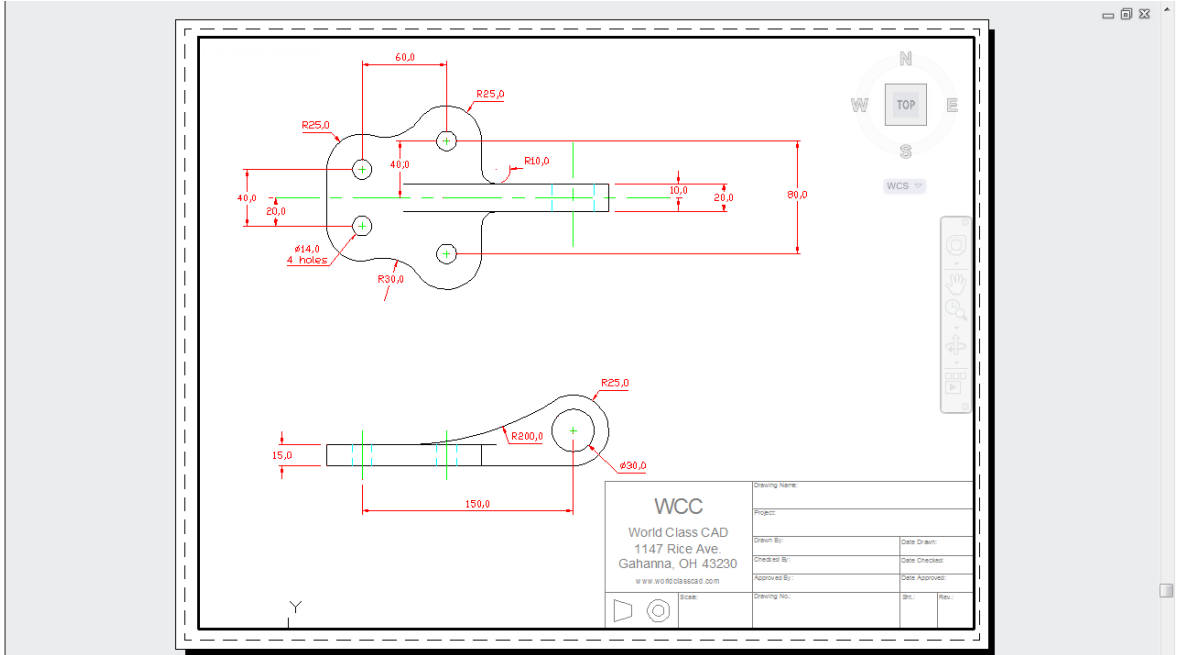 N
W
TOP
E
S
WCS
60,0
R25,0
R25,0
R10,0
40,0
10,0
20,0
80,0
40,0
20,0
ø14,0
4 holes
R30,0
R25,0
R200,0
15,0
ø30,0
150,0
WCC
World Class CAD
1147 Rice Ave.
Gahanna, OH 43230
www.worldclasscad.com
Drawing Name:
Project:
Drawn By:
Date Drawn:
Checked By:
Date Checked:
Approved By:
Date Approved:
Scale:
Drawing No.:
Sht.:
Rev.:
Y